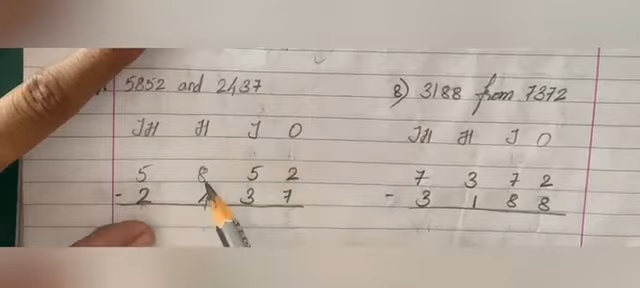 5852 and 2437
TH H T O
5 8 5 2
- 2 4 3 7
8) 3188 from 7372
TH H T O
7 3 7 2
- 3 1 8 8